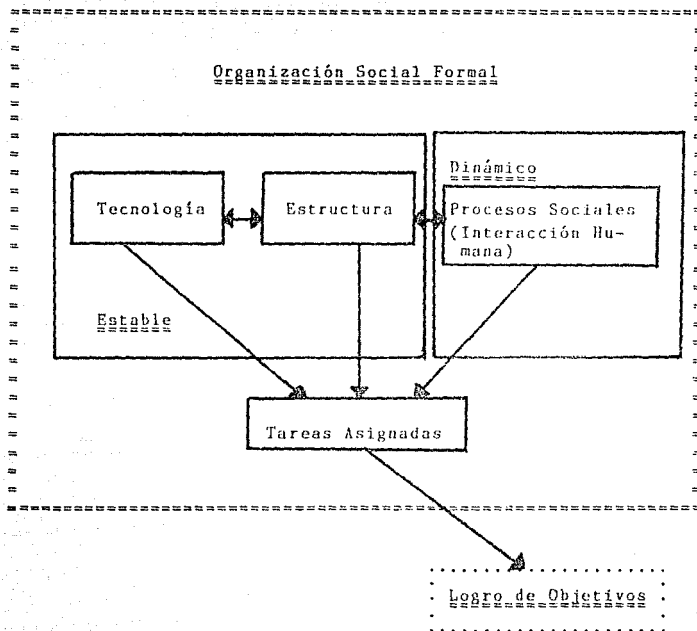 Organización Social Formal
Dinámico
Tecnología
Estructura
Procesos Sociales
(Interacción Hu-
mana)
Estable
Tareas Asignadas
Logro de Objetivos